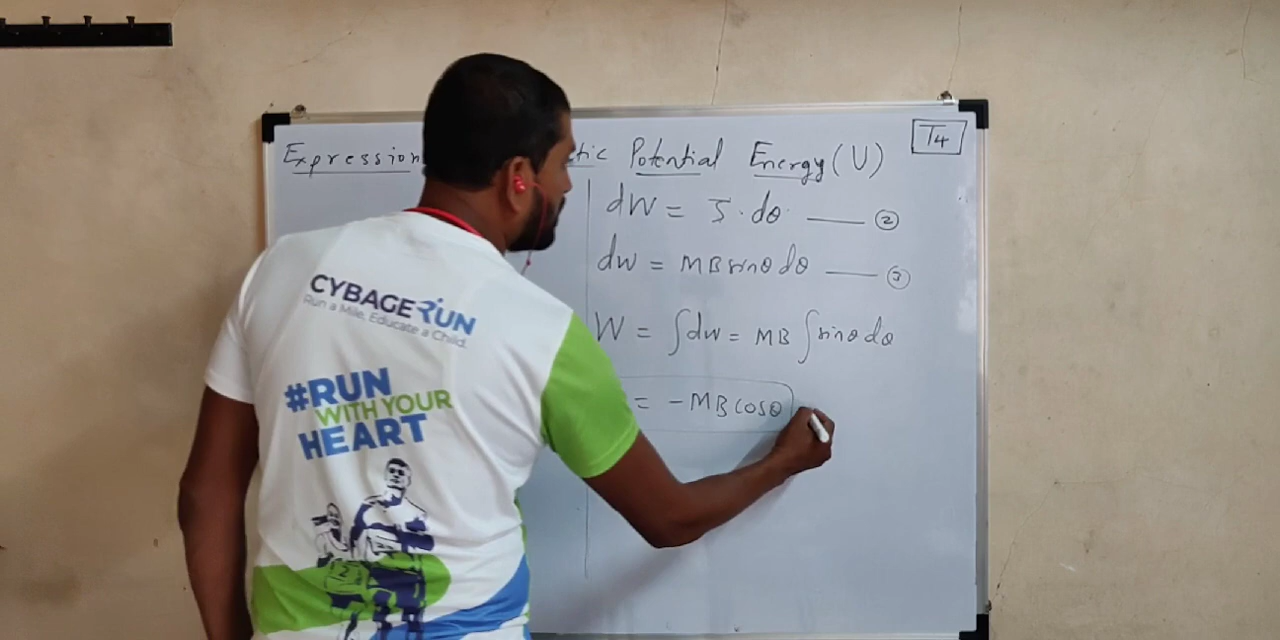 T4
Expression tic Potential Energy (U)
dW = τ · dθ —— ②
dw = MB sinθ dθ —— ③
W = ∫dw = MB ∫sinθ dθ
= -MB cosθ
CYBAGE RUN
Run a Mile, Educate a Child.
#RUN
WITH YOUR
HEART